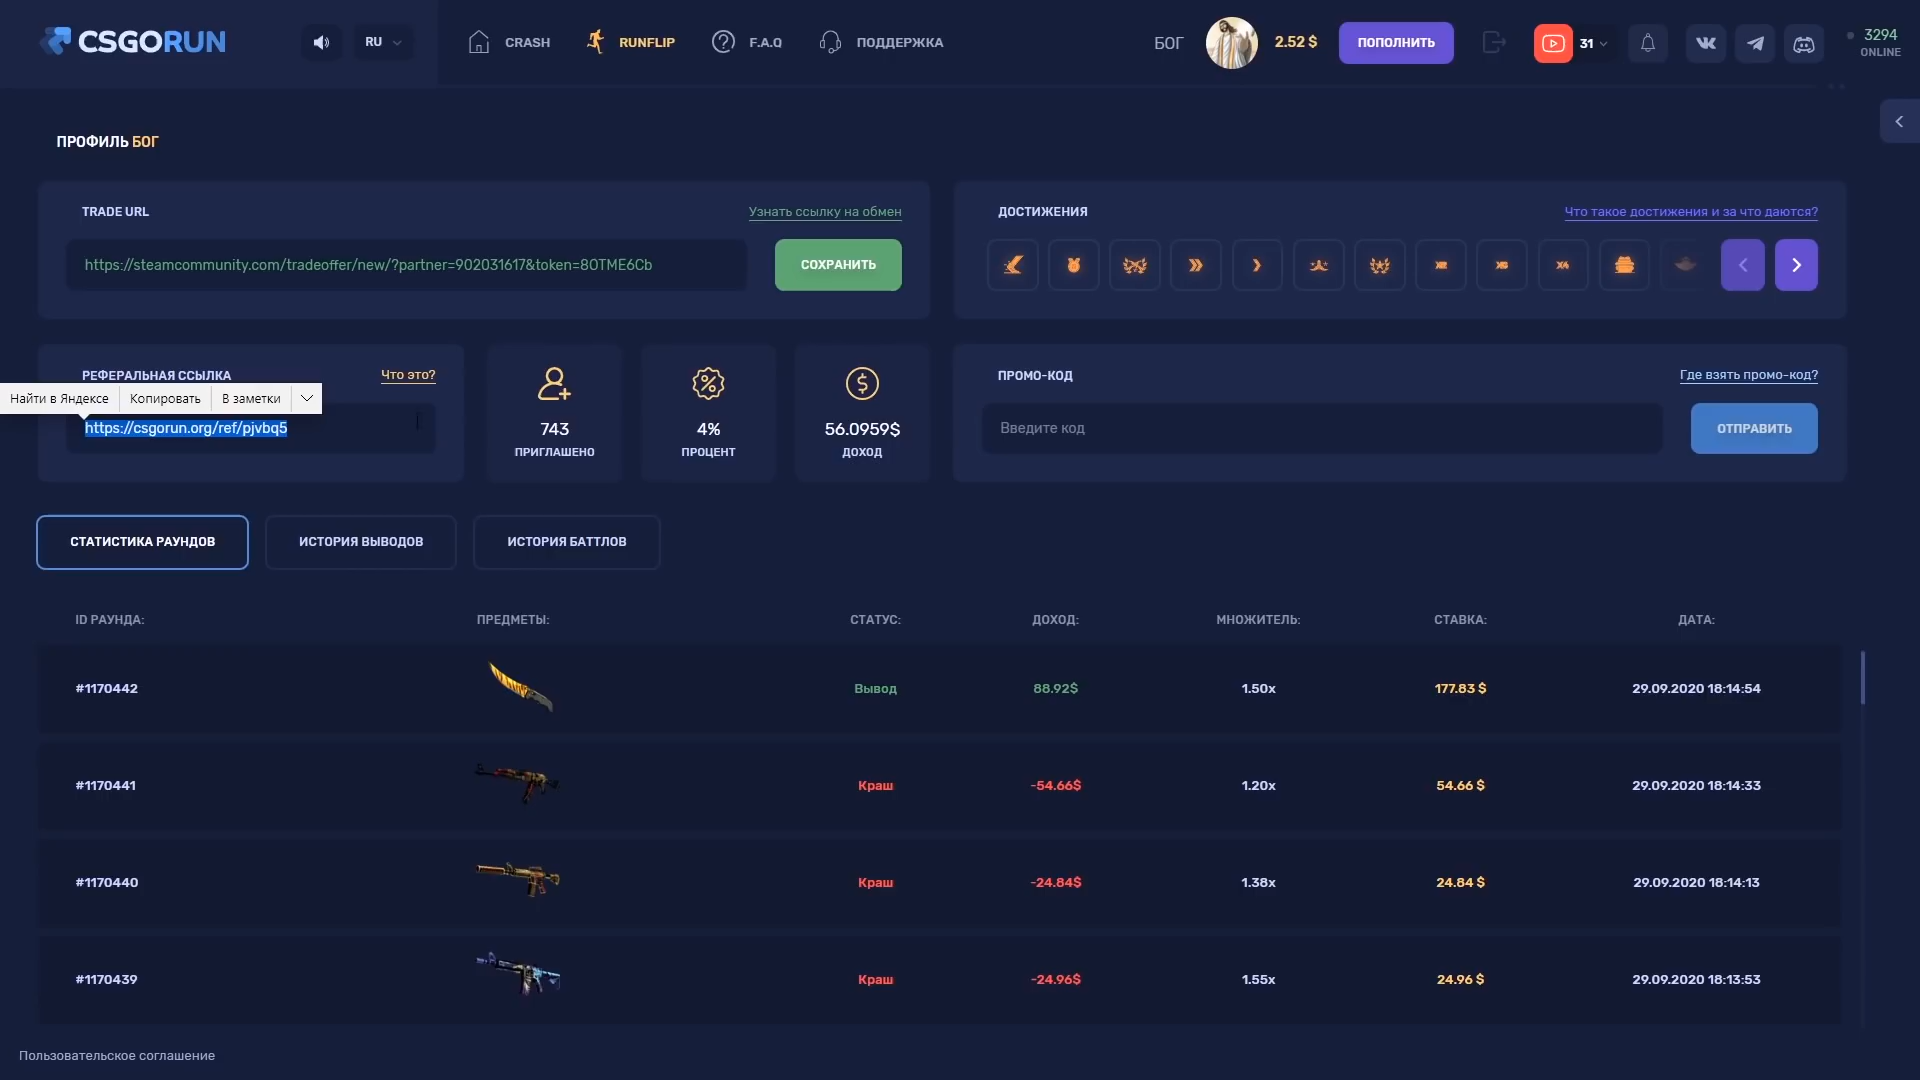 CSGORUN
RU
CRASH
RUNFLIP
F.A.Q
ПОДДЕРЖКА
БОГ
2.52 $
ПОПОЛНИТЬ
31
3294
ONLINE
ПРОФИЛЬ БОГ
TRADE URL
Узнать ссылку на обмен
https://steamcommunity.com/tradeoffer/new/?partner=902031617&token=8OTME6Cb
СОХРАНИТЬ
ДОСТИЖЕНИЯ
Что такое достижения и за что даются?
X2
X4
РЕФЕРАЛЬНАЯ ССЫЛКА
Что это?
Найти в Яндексе
Копировать
В заметки
https://csgorun.org/ref/pjvbq5
743
ПРИГЛАШЕНО
4%
ПРОЦЕНТ
56.0959$
ДОХОД
ПРОМО-КОД
Где взять промо-код?
Введите код
ОТПРАВИТЬ
СТАТИСТИКА РАУНДОВ
ИСТОРИЯ ВЫВОДОВ
ИСТОРИЯ БАТТЛОВ
ID РАУНДА: ПРЕДМЕТЫ: СТАТУС: ДОХОД: МНОЖИТЕЛЬ: СТАВКА: ДАТА:
#1170442 Вывод 88.92$ 1.50x 177.83 $ 29.09.2020 18:14:54
#1170441 Краш -54.66$ 1.20x 54.66 $ 29.09.2020 18:14:33
#1170440 Краш -24.84$ 1.38x 24.84 $ 29.09.2020 18:14:13
#1170439 Краш -24.96$ 1.55x 24.96 $ 29.09.2020 18:13:53
Пользовательское соглашение